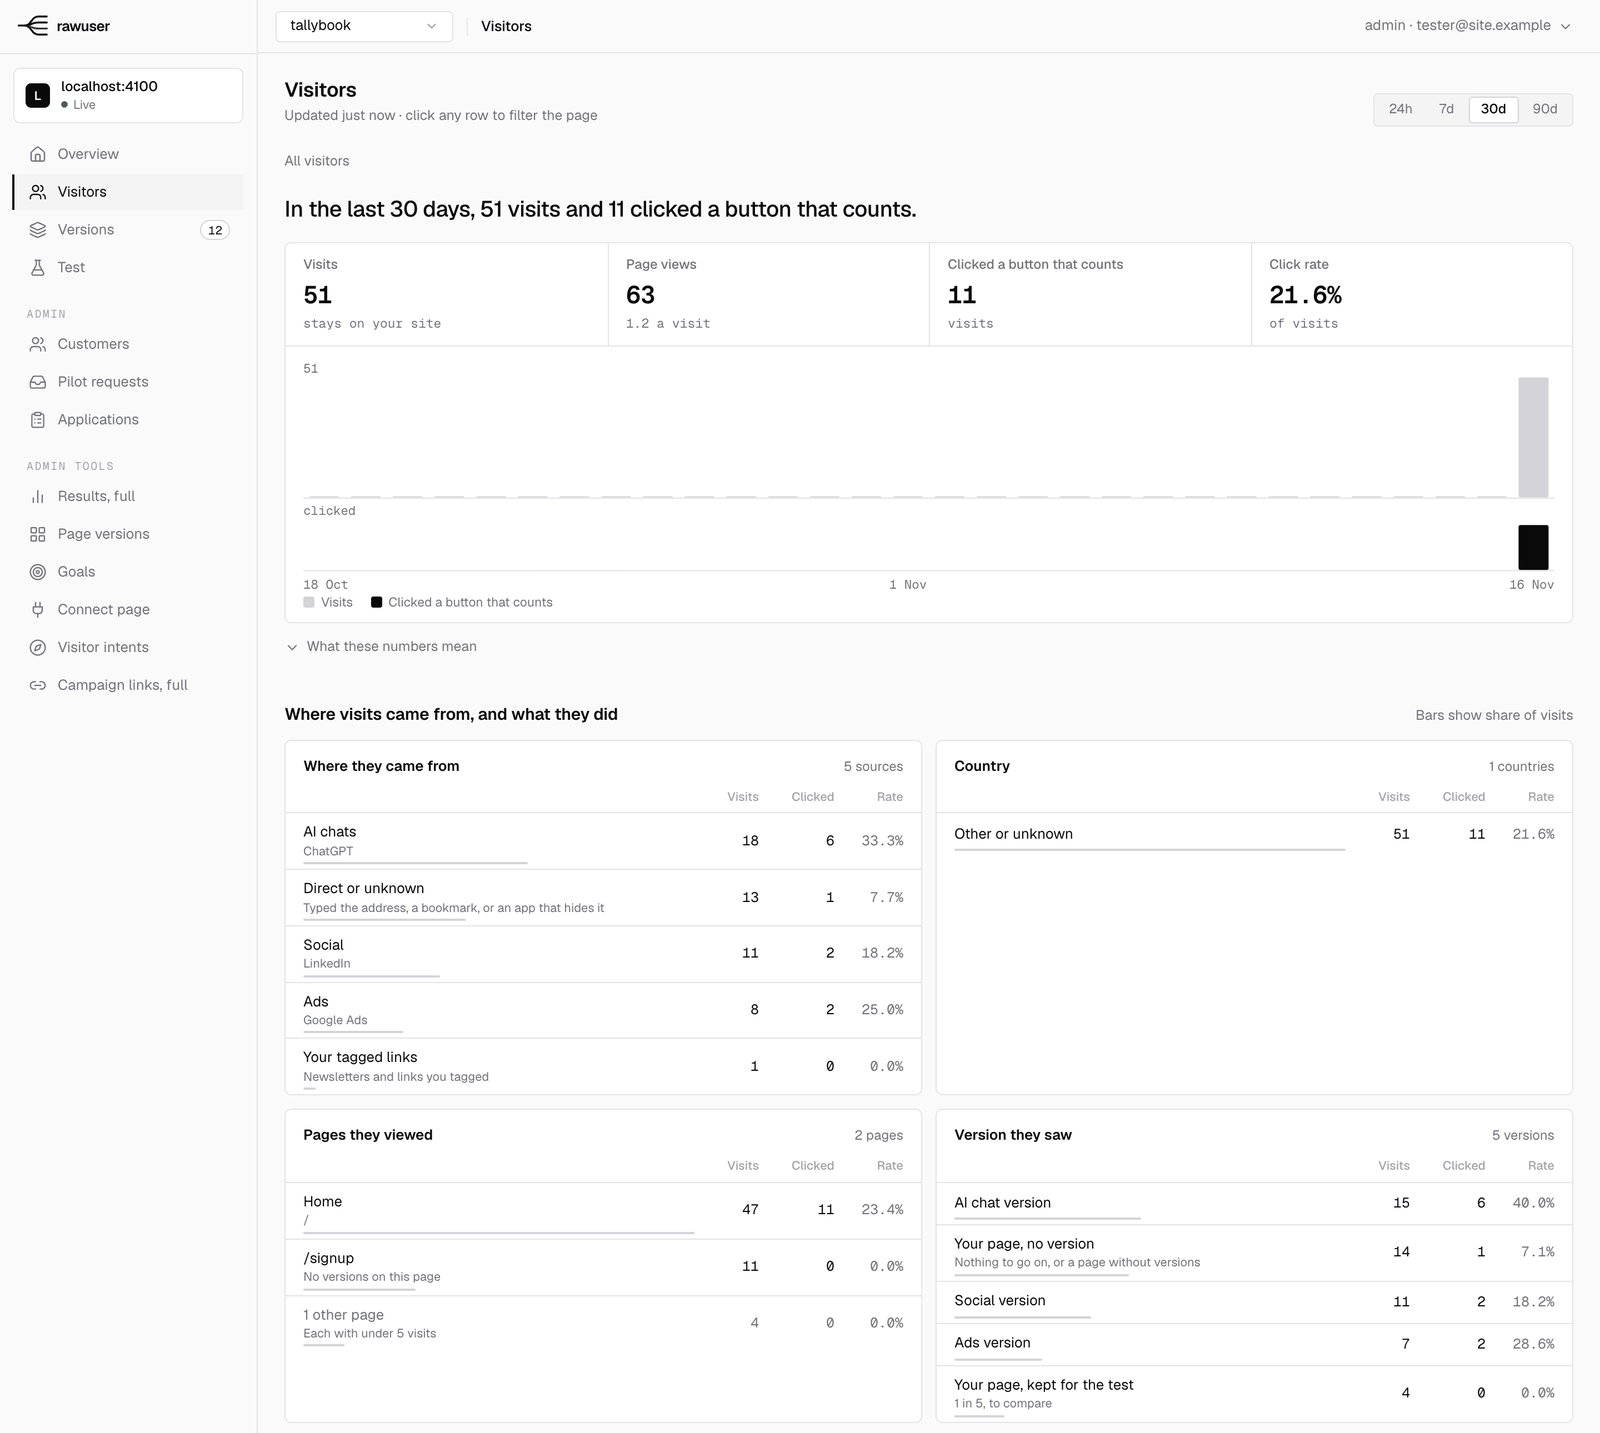 rawuser
tallybook
Visitors
admin · tester@site.example
L
localhost:4100
Live
Overview
Visitors
Versions
12
Test
ADMIN
Customers
Pilot requests
Applications
ADMIN TOOLS
Results, full
Page versions
Goals
Connect page
Visitor intents
Campaign links, full
Visitors
Updated just now · click any row to filter the page
24h 7d 30d 90d
All visitors
In the last 30 days, 51 visits and 11 clicked a button that counts.
Visits
51
stays on your site
Page views
63
1.2 a visit
Clicked a button that counts
11
visits
Click rate
21.6%
of visits
51
clicked
18 Oct 1 Nov 16 Nov
Visits Clicked a button that counts
What these numbers mean
Where visits came from, and what they did
Bars show share of visits
Where they came from 5 sources
Visits Clicked Rate
AI chats
ChatGPT
18 6 33.3%
Direct or unknown
Typed the address, a bookmark, or an app that hides it
13 1 7.7%
Social
LinkedIn
11 2 18.2%
Ads
Google Ads
8 2 25.0%
Your tagged links
Newsletters and links you tagged
1 0 0.0%
Country 1 countries
Visits Clicked Rate
Other or unknown 51 11 21.6%
Pages they viewed 2 pages
Visits Clicked Rate
Home
/
47 11 23.4%
/signup
No versions on this page
11 0 0.0%
1 other page
Each with under 5 visits
4 0 0.0%
Version they saw 5 versions
Visits Clicked Rate
AI chat version 15 6 40.0%
Your page, no version
Nothing to go on, or a page without versions
14 1 7.1%
Social version 11 2 18.2%
Ads version 7 2 28.6%
Your page, kept for the test
1 in 5, to compare
4 0 0.0%